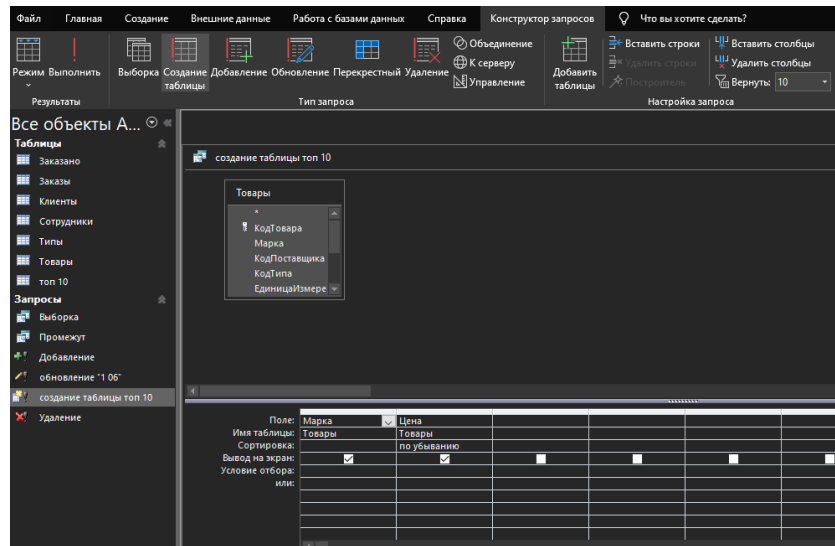 Файл Главная Создание Внешние данные Работа с базами данных Справка Конструктор запросов Что вы хотите сделать?
Режим Выполнить Выборка Создание таблицы Добавление Обновление Перекрестный Удаление
Объединение
К серверу
Управление
Добавить таблицы
Вставить строки
Удалить строки
Построитель
Вставить столбцы
Удалить столбцы
Вернуть: 10
Результаты Тип запроса Настройка запроса
Все объекты A...
Таблицы
Заказано
Заказы
Клиенты
Сотрудники
Типы
Товары
топ 10
Запросы
Выборка
Промежут
Добавление
обновление "1 06"
создание таблицы топ 10
Удаление
создание таблицы топ 10
Товары
*
КодТовара
Марка
КодПоставщика
КодТипа
ЕдиницаИзмере
Поле: Марка Цена
Имя таблицы: Товары Товары
Сортировка: по убыванию
Вывод на экран:
Условие отбора:
или: